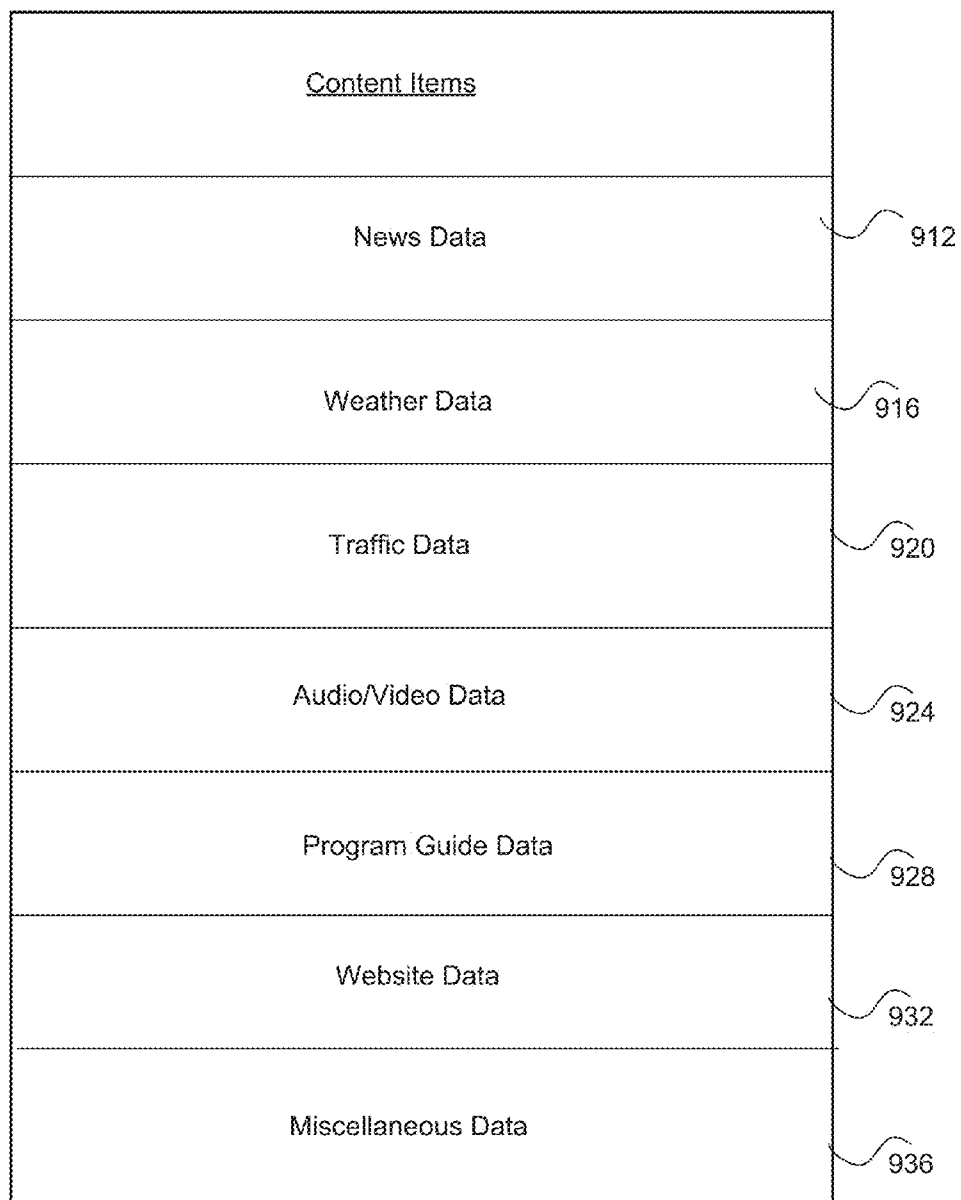 Content Items
News Data
912
Weather Data
916
Traffic Data
920
Audio/Video Data
924
Program Guide Data
928
Website Data
932
Miscellaneous Data
936